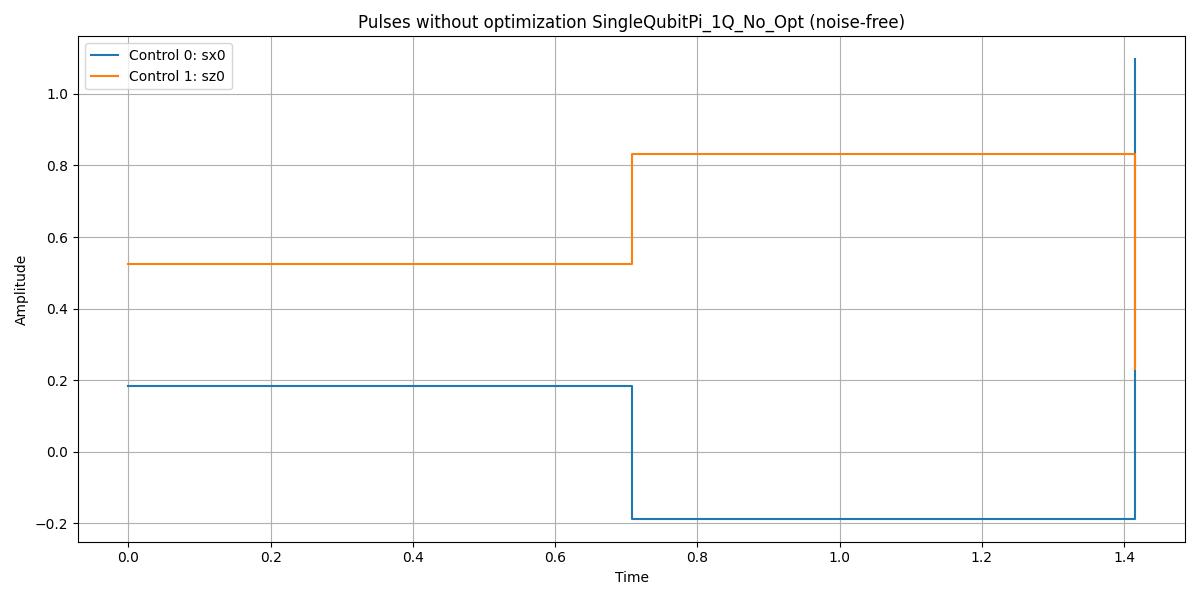 Pulses without optimization SingleQubitPi_1Q_No_Opt (noise-free)
Control 0: sx0
Control 1: sz0
Amplitude
1.0
0.8
0.6
0.4
0.2
0.0
−0.2
0.0 0.2 0.4 0.6 0.8 1.0 1.2 1.4
Time